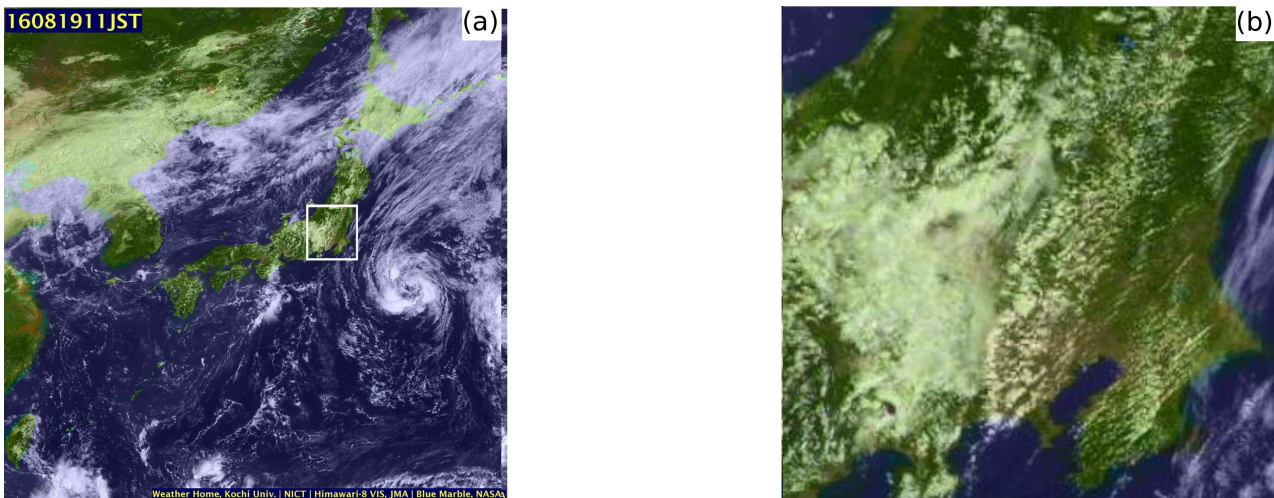 16081911JST
(a)
(b)
Weather Home, Kochi Univ. | NICT | Himawari-8 VIS, JMA | Blue Marble, NASA